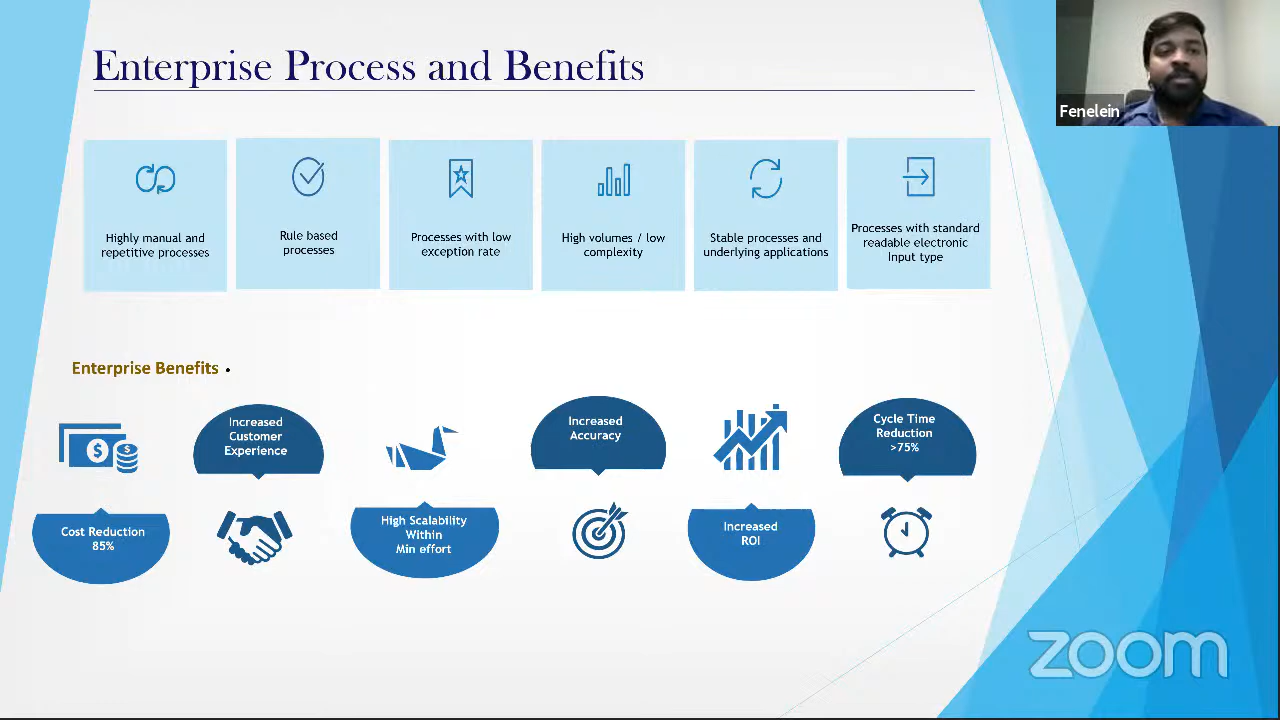 Enterprise Process and Benefits
Fenelein
Highly manual and
repetitive processes
Rule based
processes
Processes with low
exception rate
High volumes / low
complexity
Stable processes and
underlying applications
Processes with standard
readable electronic
Input type
Enterprise Benefits •
Cost Reduction
85%
Increased
Customer
Experience
High Scalability
Within
Min effort
Increased
Accuracy
Increased
ROI
Cycle Time
Reduction
>75%
zoom